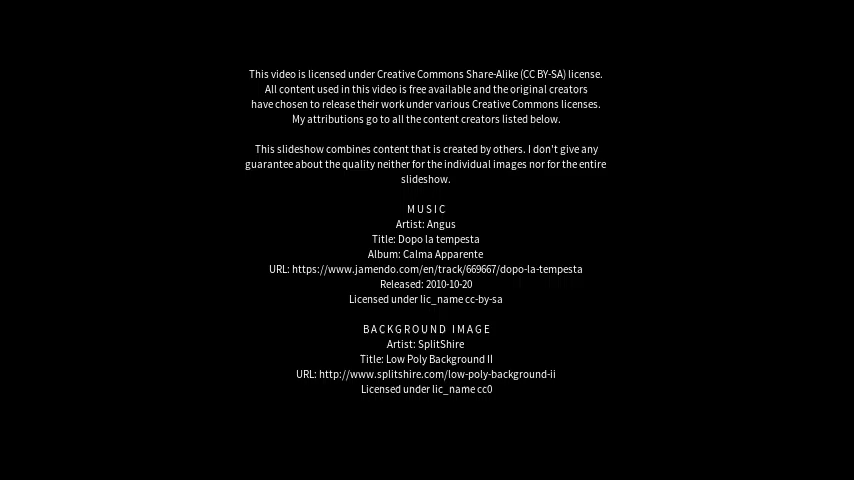 This video is licensed under Creative Commons Share-Alike (CC BY-SA) license.
All content used in this video is free available and the original creators
have chosen to release their work under various Creative Commons licenses.
My attributions go to all the content creators listed below.
This slideshow combines content that is created by others. I don't give any
guarantee about the quality neither for the individual images nor for the entire
slideshow.
MUSIC
Artist: Angus
Title: Dopo la tempesta
Album: Calma Apparente
URL: https://www.jamendo.com/en/track/669667/dopo-la-tempesta
Released: 2010-10-20
Licensed under lic_name cc-by-sa
BACKGROUND IMAGE
Artist: SplitShire
Title: Low Poly Background II
URL: http://www.splitshire.com/low-poly-background-ii
Licensed under lic_name cc0